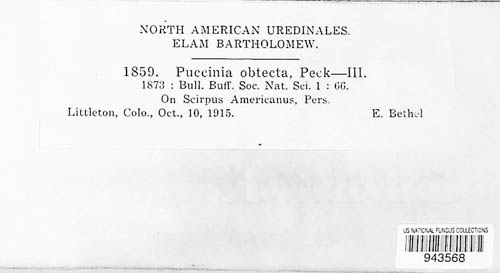 NORTH AMERICAN UREDINALES.
ELAM BARTHOLOMEW.
1859. Puccinia obtecta, Peck—III.
1873 ; Bull. Buff. Soc. Nat. Sci. 1 : 66.
On Scirpus Americanus, Pers.
Littleton, Colo., Oct., 10, 1915. E. Bethel
US NATIONAL FUNGUS COLLECTIONS
943568